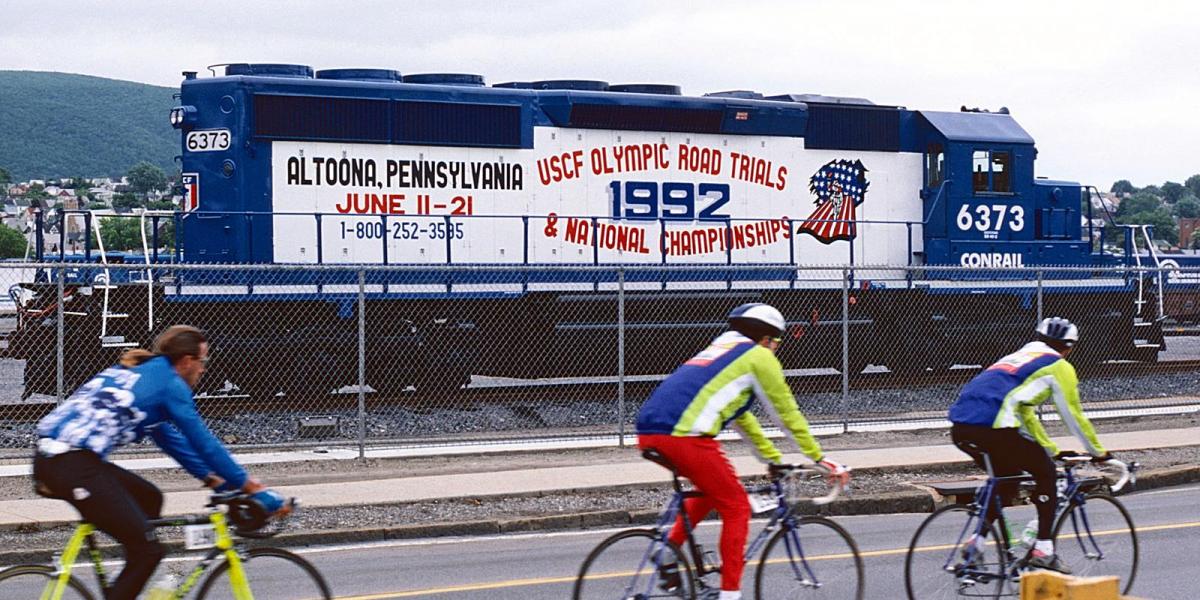 6373
ALTOONA, PENNSYLVANIA
JUNE 11-21
1-800-252-3585
USCF OLYMPIC ROAD TRIALS
1992
& NATIONAL CHAMPIONSHIPS
6373
CONRAIL